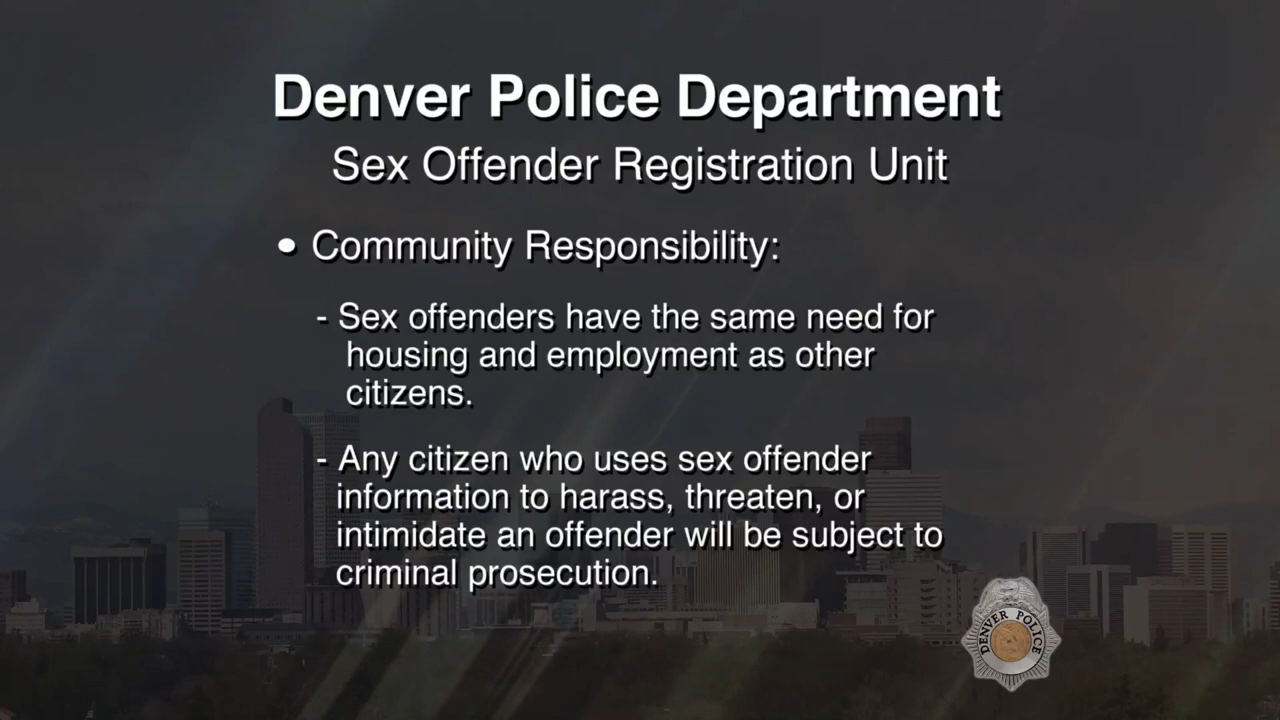 Denver Police Department
Sex Offender Registration Unit
• Community Responsibility:
- Sex offenders have the same need for
housing and employment as other
citizens.
- Any citizen who uses sex offender
information to harass, threaten, or
intimidate an offender will be subject to
criminal prosecution.
DENVER POLICE